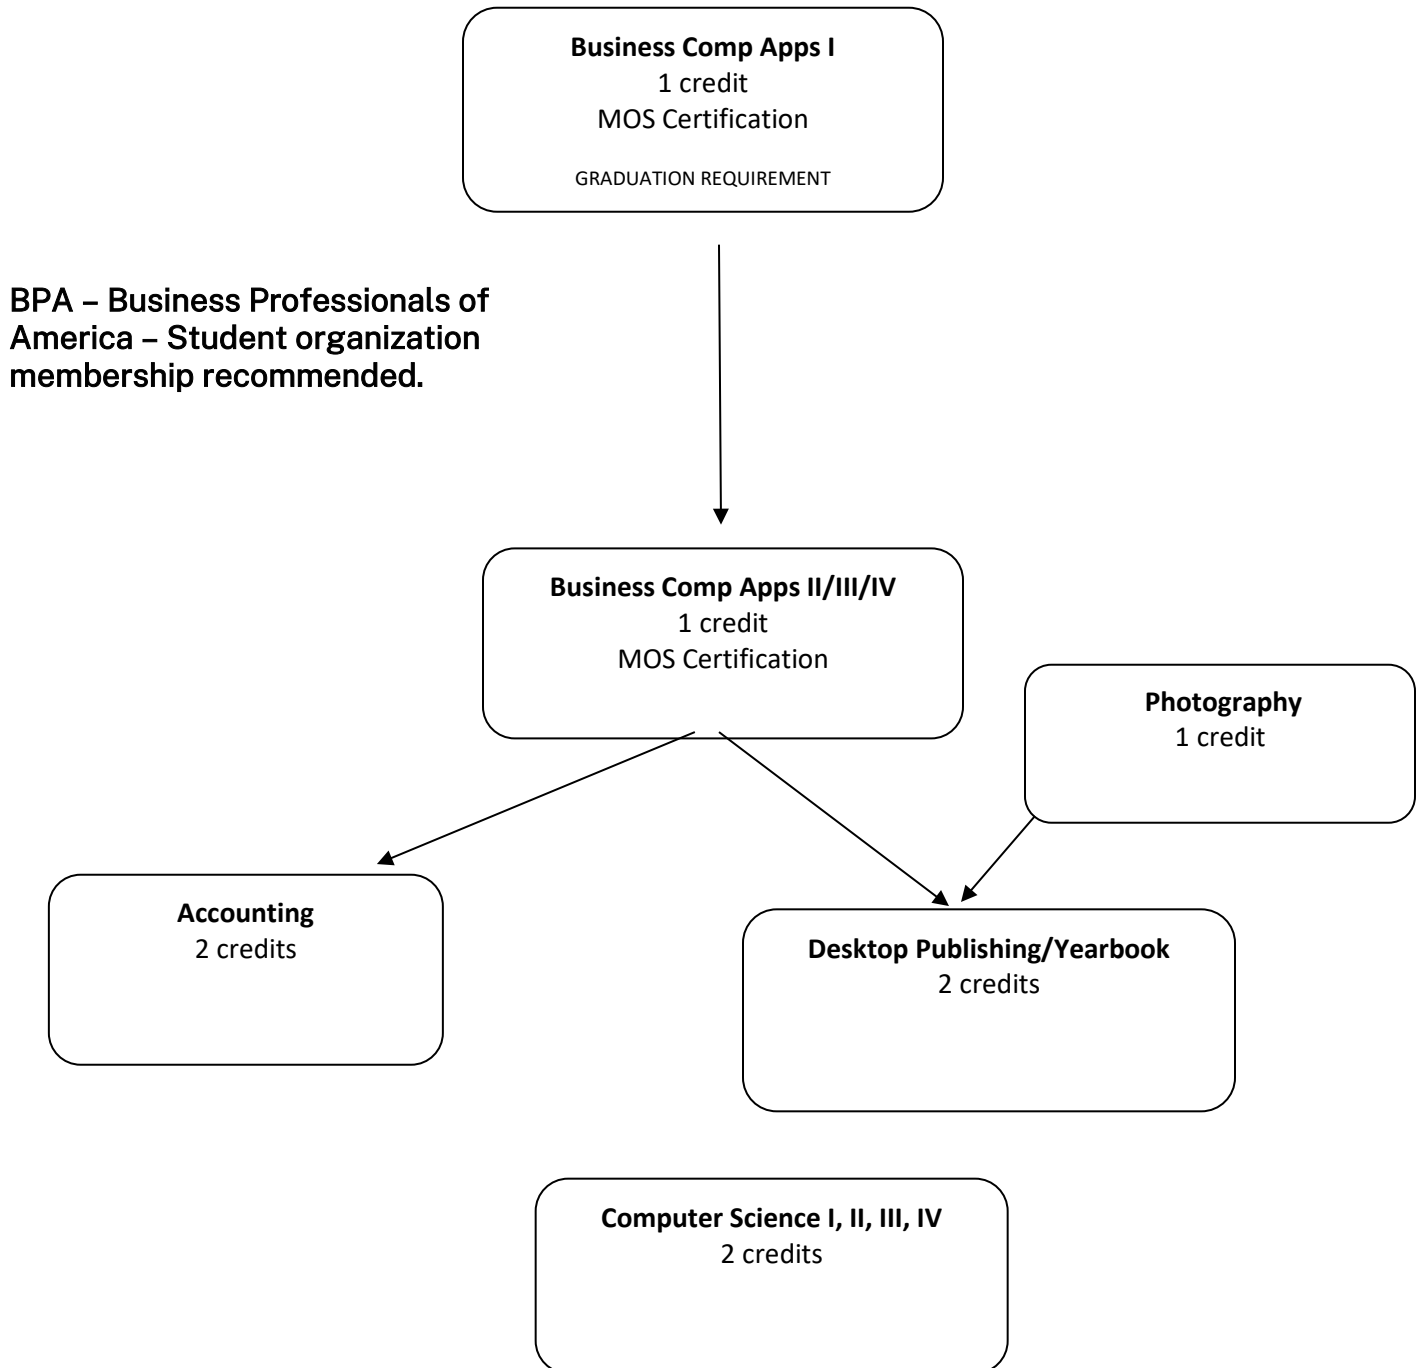 Business Comp Apps I
1 credit
MOS Certification
GRADUATION REQUIREMENT
BPA – Business Professionals of
America – Student organization
membership recommended.
Business Comp Apps II/III/IV
1 credit
MOS Certification
Photography
1 credit
Accounting
2 credits
Desktop Publishing/Yearbook
2 credits
Computer Science I, II, III, IV
2 credits